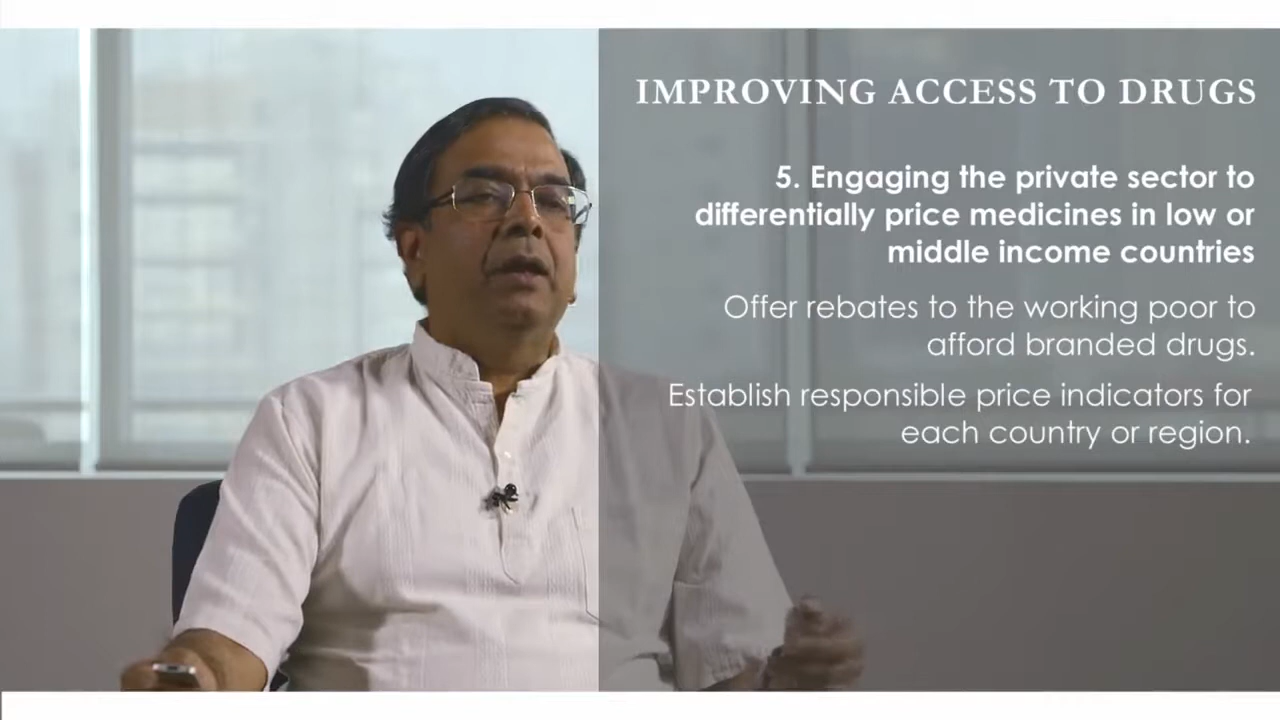 IMPROVING ACCESS TO DRUGS
5. Engaging the private sector to
differentially price medicines in low or
middle income countries
Offer rebates to the working poor to
afford branded drugs.
Establish responsible price indicators for
each country or region.